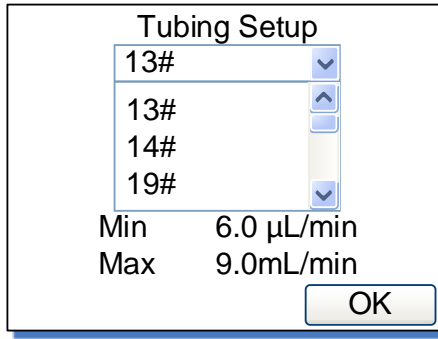 Tubing Setup
13#
13#
14#
19#
Min 6.0 µL/min
Max 9.0mL/min
OK